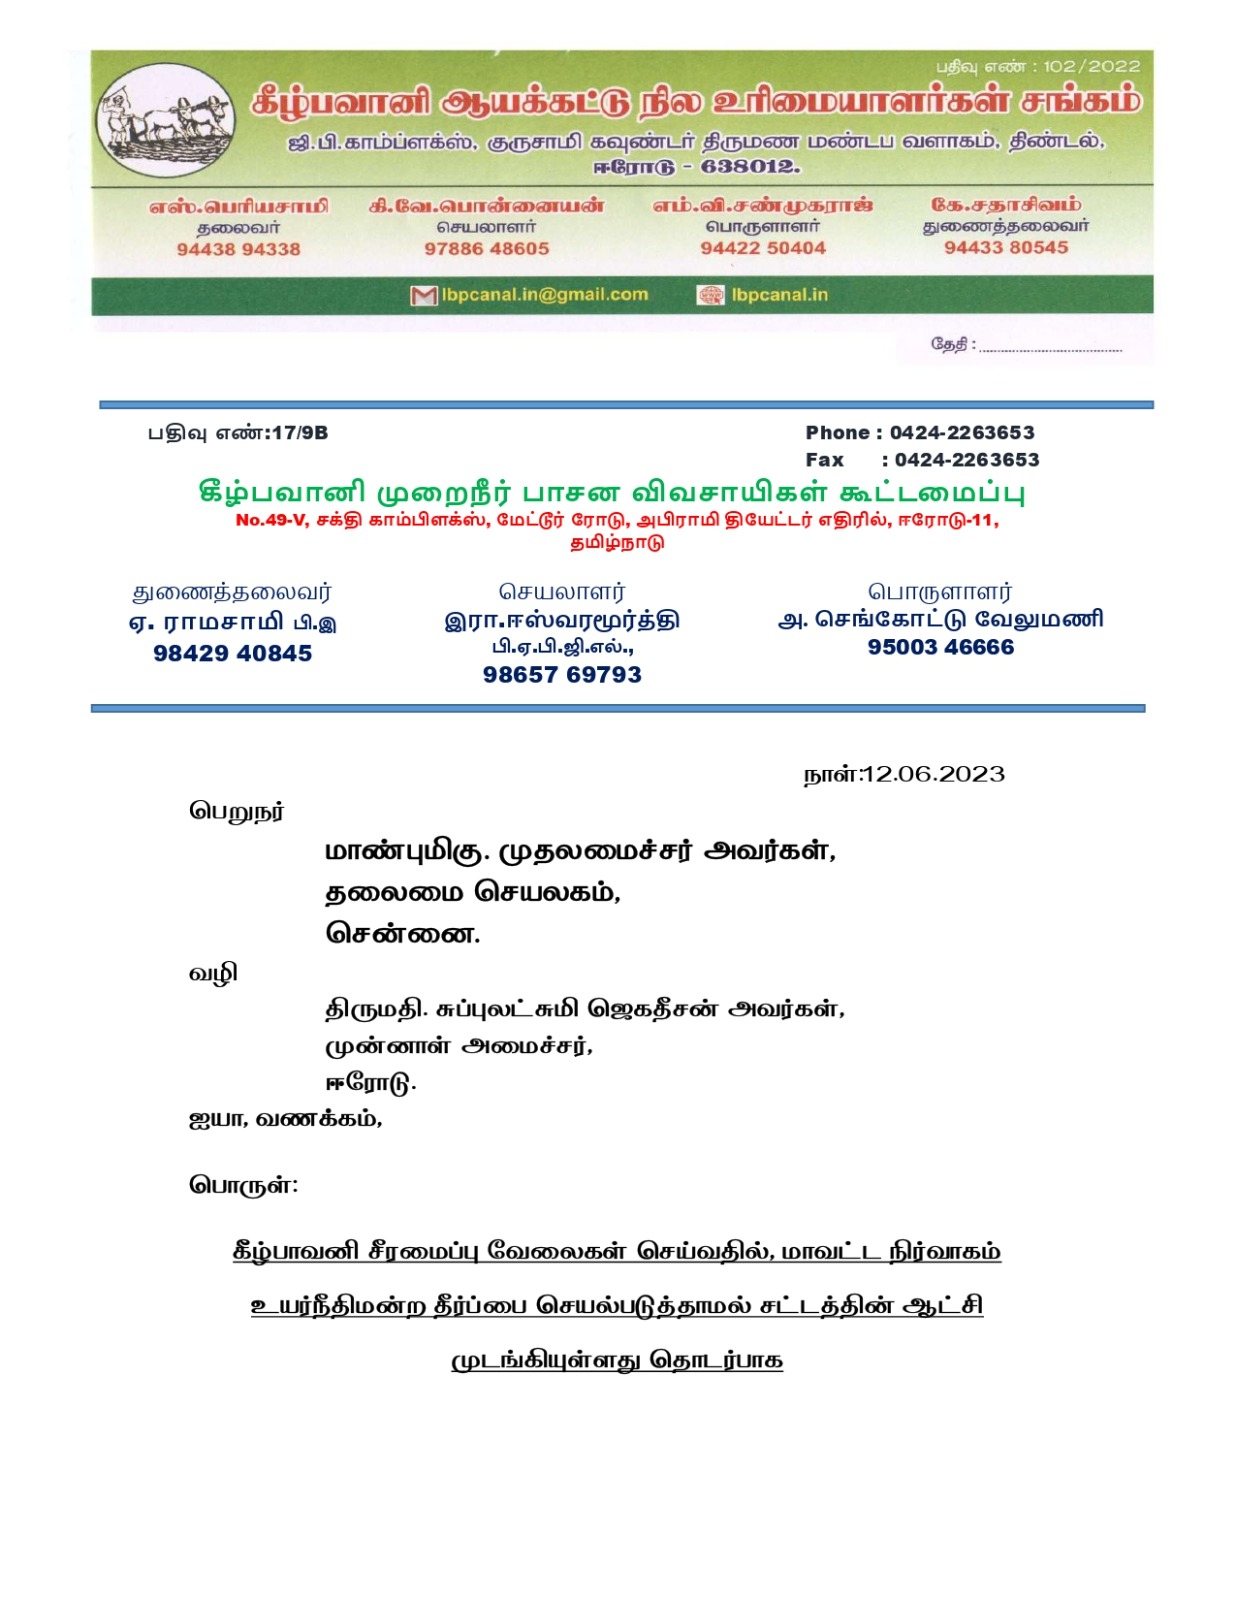 பதிவு எண் : 102/2022
கீழ்பவானி ஆயக்கட்டு நில உரிமையாளர்கள் சங்கம்
ஜி.பி.காம்ப்ளக்ஸ், குருசாமி கவுண்டர் திருமண மண்டப வளாகம், திண்டல்,
ஈரோடு - 638012.
எஸ்.பெரியசாமி கி.வே.பொன்னையன் எம்.வி.சண்முகராஜ் கே.சதாசிவம்
தலைவர் செயலாளர் பொருளாளர் துணைத்தலைவர்
94438 94338 97886 48605 94422 50404 94433 80545
lbpcanal.in@gmail.com lbpcanal.in
தேதி : ........................................
பதிவு எண்:17/9B Phone : 0424-2263653
Fax : 0424-2263653
கீழ்பவானி முறைநீர் பாசன விவசாயிகள் கூட்டமைப்பு
No.49-V, சக்தி காம்பிளக்ஸ், மேட்டூர் ரோடு, அபிராமி தியேட்டர் எதிரில், ஈரோடு-11,
தமிழ்நாடு
துணைத்தலைவர் செயலாளர் பொருளாளர்
ஏ. ராமசாமி பி.இ இரா.ஈஸ்வரமூர்த்தி அ. செங்கோட்டு வேலுமணி
98429 40845 பி.ஏ.பி.ஜி.எல்., 95003 46666
98657 69793
நாள்:12.06.2023
பெறுநர்
மாண்புமிகு. முதலமைச்சர் அவர்கள்,
தலைமை செயலகம்,
சென்னை.
வழி
திருமதி. சுப்புலட்சுமி ஜெகதீசன் அவர்கள்,
முன்னாள் அமைச்சர்,
ஈரோடு.
ஐயா, வணக்கம்,
பொருள்:
கீழ்பாவனி சீரமைப்பு வேலைகள் செய்வதில், மாவட்ட நிர்வாகம்
உயர்நீதிமன்ற தீர்ப்பை செயல்படுத்தாமல் சட்டத்தின் ஆட்சி
முடங்கியுள்ளது தொடர்பாக